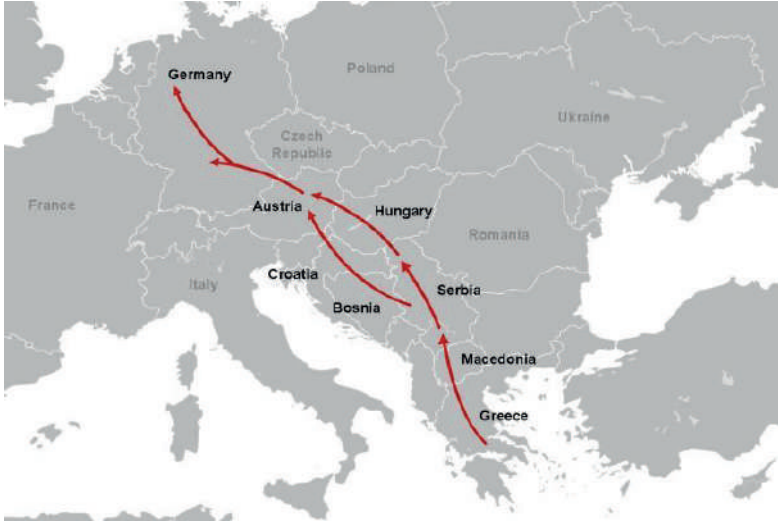 Germany
Poland
Ukraine
Czech
Republic
France
Austria
Hungary
Romania
Croatia
Italy
Serbia
Bosnia
Macedonia
Greece